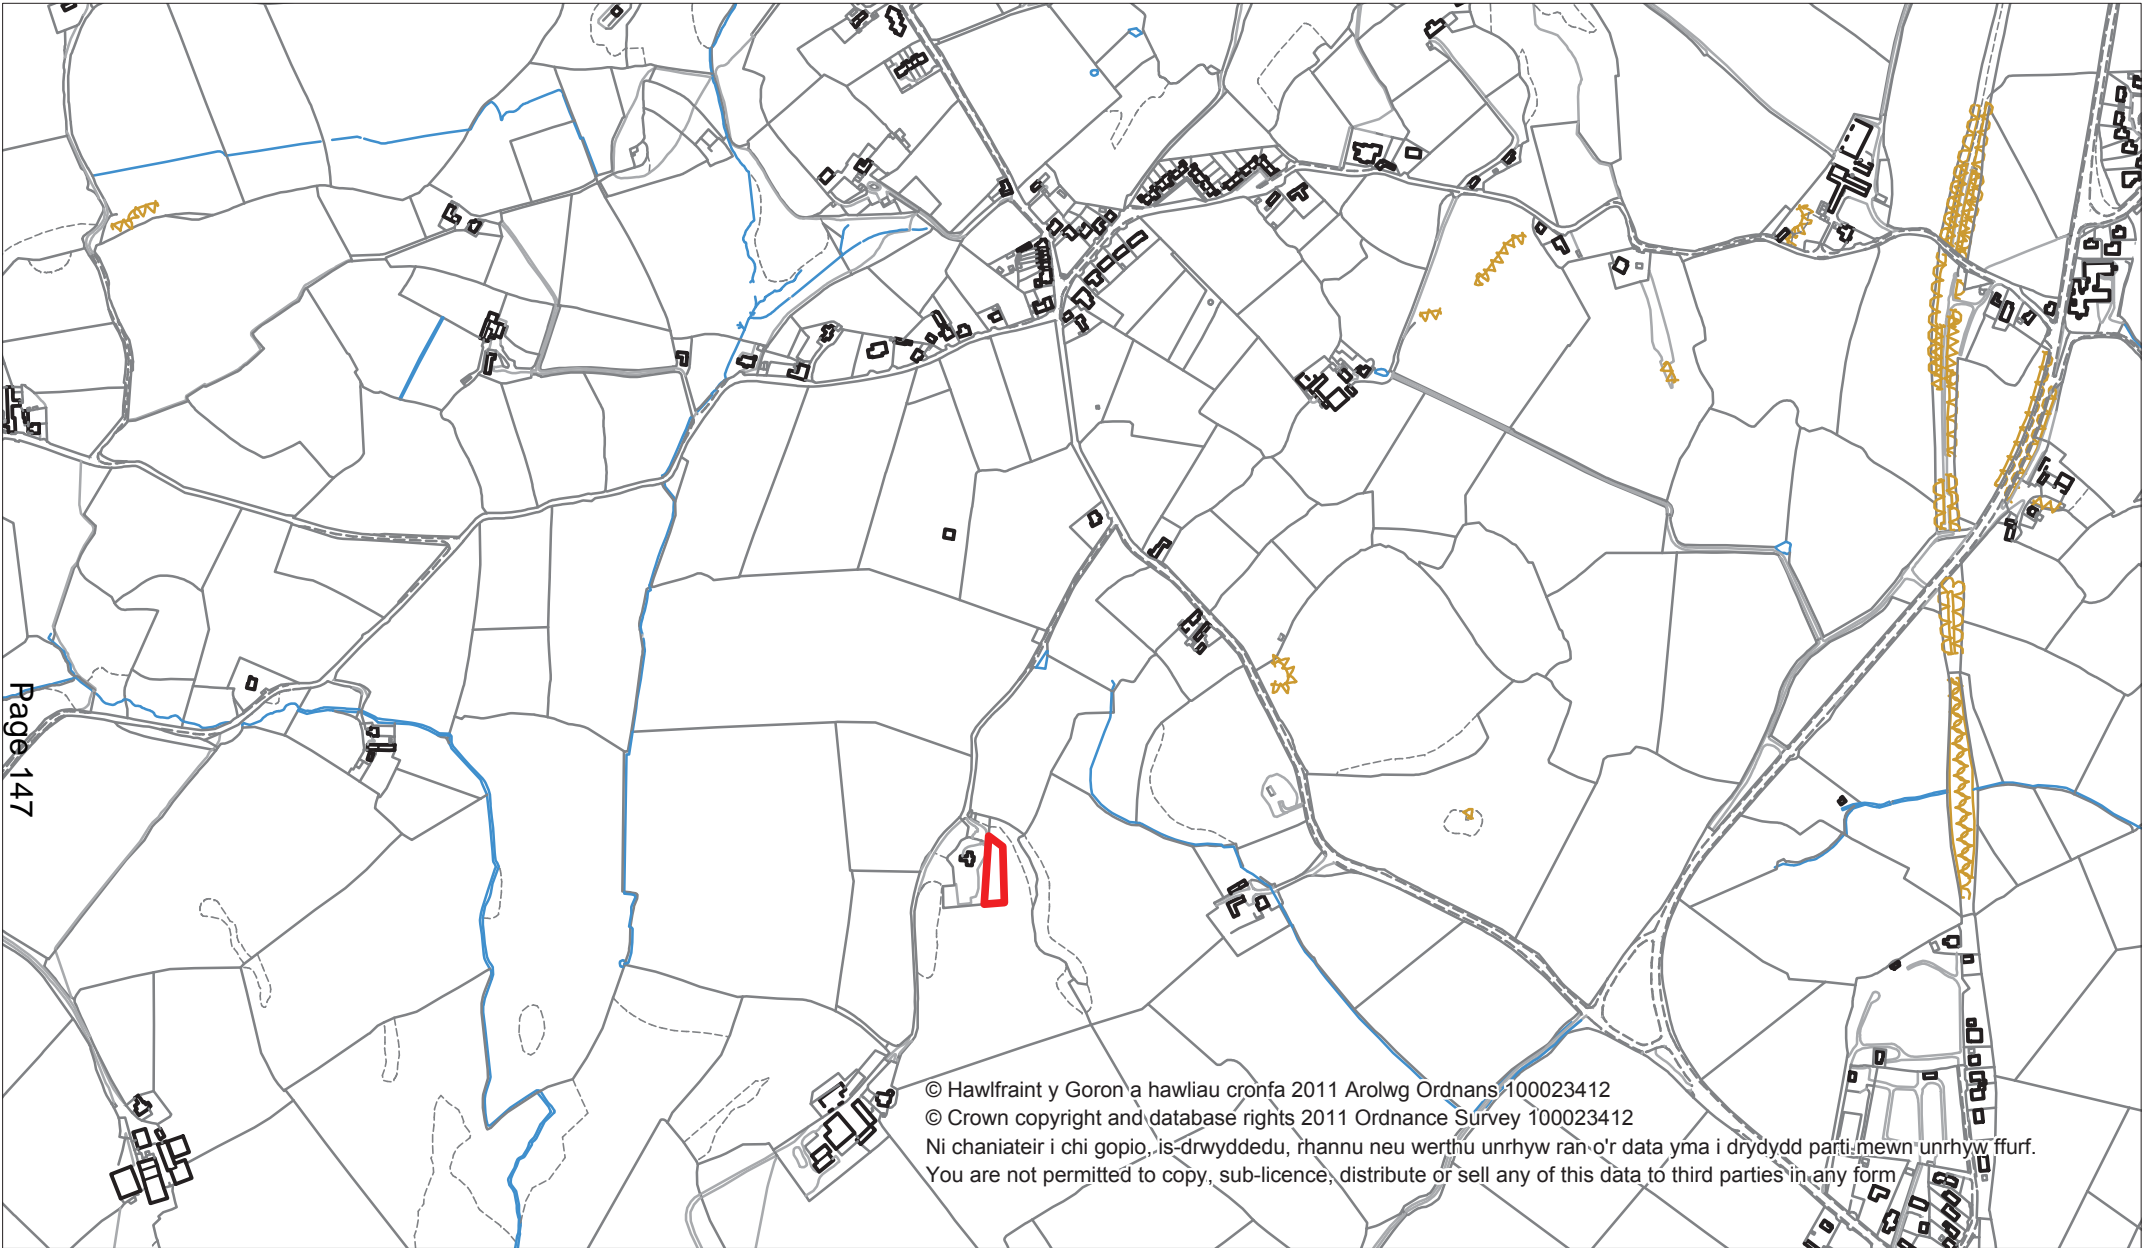 Page 147
© Hawlfraint y Goron a hawliau cronfa 2011 Arolwg Ordnans 100023412
© Crown copyright and database rights 2011 Ordnance Survey 100023412
Ni chaniateir i chi gopio, is-drwyddedu, rhannu neu werthu unrhyw ran o'r data yma i drydydd parti mewn unrhyw ffurf.
You are not permitted to copy, sub-licence, distribute or sell any of this data to third parties in any form